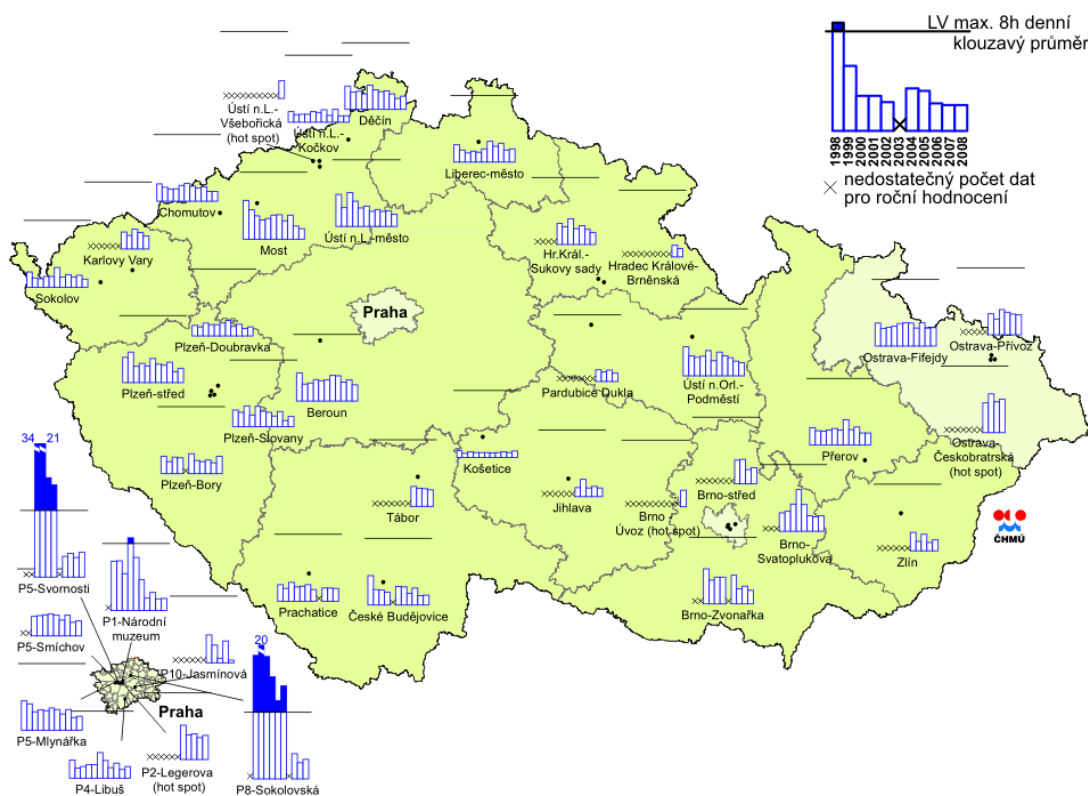 LV max. 8h denní
klouzavý průměr
1998
1999
2000
2001
2002
2003
2004
2005
2006
2007
2008
nedostatečný počet dat
pro roční hodnocení
Ústí n.L.-
Všebořická
(hot spot)
Ústí n.L.-
Kočkov
Děčín
Liberec-město
Chomutov
Most
Ústí n.L.-město
Karlovy Vary
Sokolov
Hr.Král.-
Sukovy sady
Hradec Králové-
Brněnská
Praha
Plzeň-Doubravka
Plzeň-střed
Beroun
Plzeň-Slovany
Plzeň-Bory
Pardubice Dukla
Ústí n.Orl.-
Podměstí
Ostrava-Fifejdy
Ostrava-Přívoz
Ostrava-
Českobratrská
(hot spot)
Přerov
Košetice
Tábor
Jihlava
Brno-střed
Brno -
Úvoz (hot spot)
Brno-
Svatoplukova
Zlín
ČHMÚ
Prachatice
České Budějovice
Brno-Zvonařka
34
21
P5-Svornosti
P1-Národní
muzeum
P5-Smíchov
P10-Jasmínová
20
Praha
P5-Mlynářka
P4-Libuš
P2-Legerova
(hot spot)
P8-Sokolovská